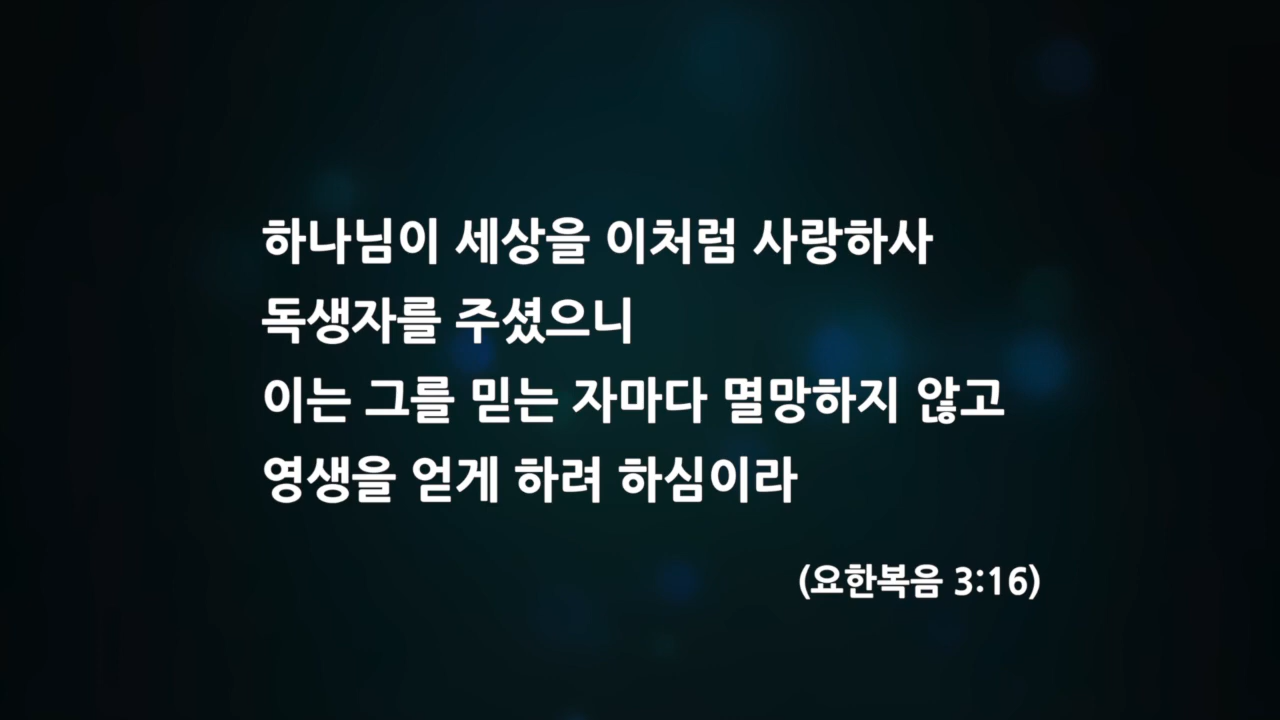 하나님이 세상을 이처럼 사랑하사
독생자를 주셨으니
이는 그를 믿는 자마다 멸망하지 않고
영생을 얻게 하려 하심이라
(요한복음 3:16)